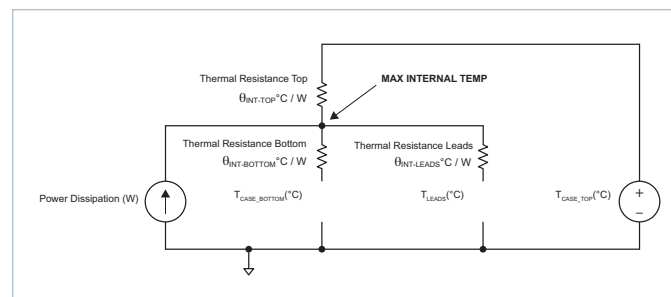 Thermal Resistance Top
θINT-TOP°C / W
MAX INTERNAL TEMP
Thermal Resistance Bottom
θINT-BOTTOM°C / W
Thermal Resistance Leads
θINT-LEADS°C / W
Power Dissipation (W)
TCASE_BOTTOM(°C)
TLEADS(°C)
TCASE_TOP(°C)
+
–